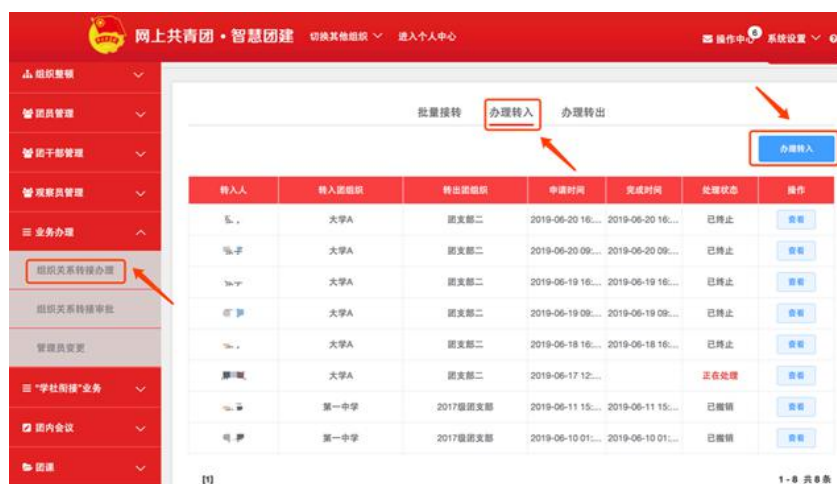 网上共青团·智慧团建 切换其他组织 进入个人中心 操作中心 6 系统设置
组织整顿
团员管理
团干部管理
观察员管理
业务办理
组织关系转接办理
组织关系转接审批
管理员变更
"学社衔接"业务
团内会议
团课
批量接转 办理转入 办理转出
办理转入
转入人 转入团组织 转出团组织 申请时间 完成时间 处理状态 操作
大学A 团支部二 2019-06-20 16:... 2019-06-20 16:... 已终止 查看
大学A 团支部二 2019-06-20 09:... 2019-06-20 09:... 已终止 查看
大学A 团支部二 2019-06-19 16:... 2019-06-19 16:... 已终止 查看
大学A 团支部二 2019-06-19 09:... 2019-06-19 09:... 已终止 查看
大学A 团支部二 2019-06-18 16:... 2019-06-18 16:... 已终止 查看
大学A 团支部二 2019-06-17 12:... 正在处理 查看
第一中学 2017级团支部 2019-06-11 15:... 2019-06-11 15:... 已撤销 查看
第一中学 2017级团支部 2019-06-10 01:... 2019-06-10 01:... 已撤销 查看
[1] 1-8 共8条